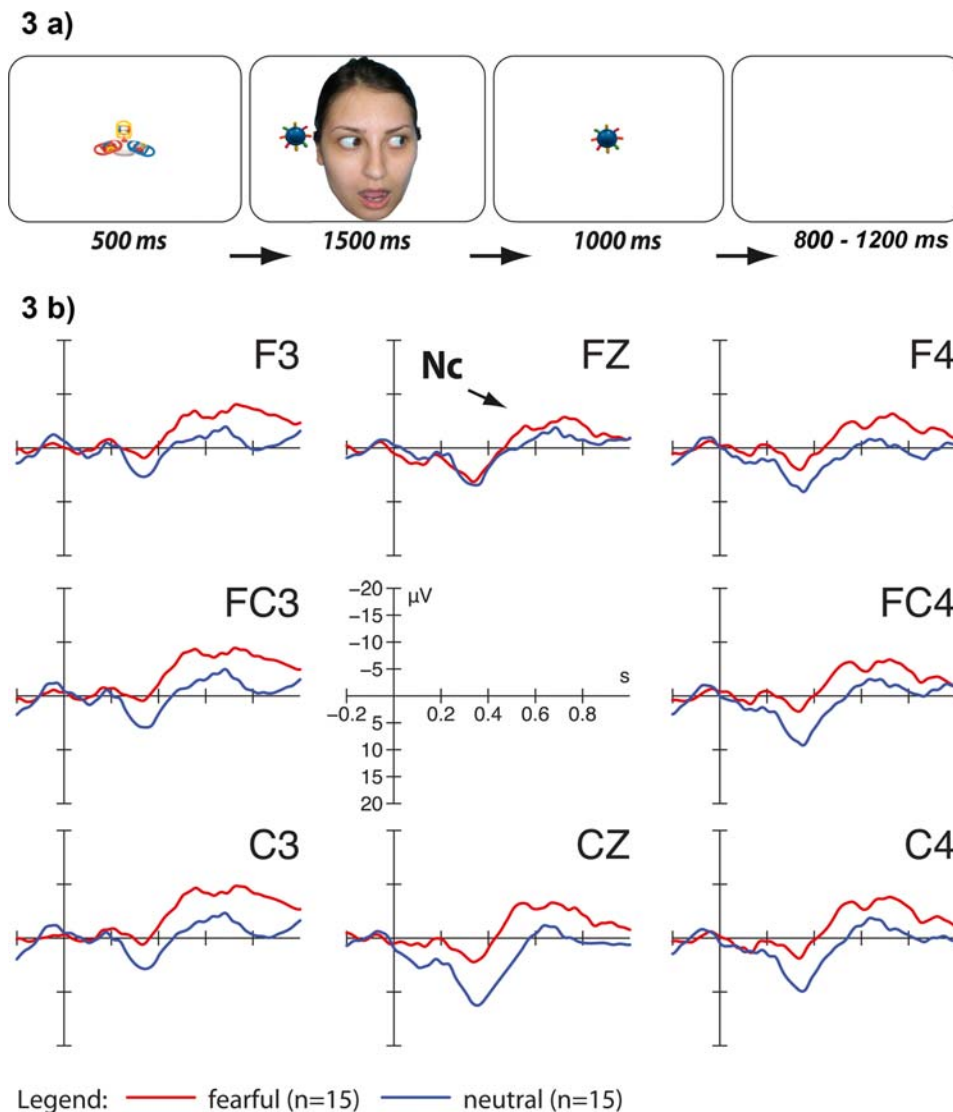 3 a)
500 ms 1500 ms 1000 ms 800 - 1200 ms
3 b)
F3 Nc FZ F4
FC3 FC4
−20
−15 µV
−10
−5
s
−0.2 0.2 0.4 0.6 0.8
5
10
15
20
C3 CZ C4
Legend: fearful (n=15) neutral (n=15)